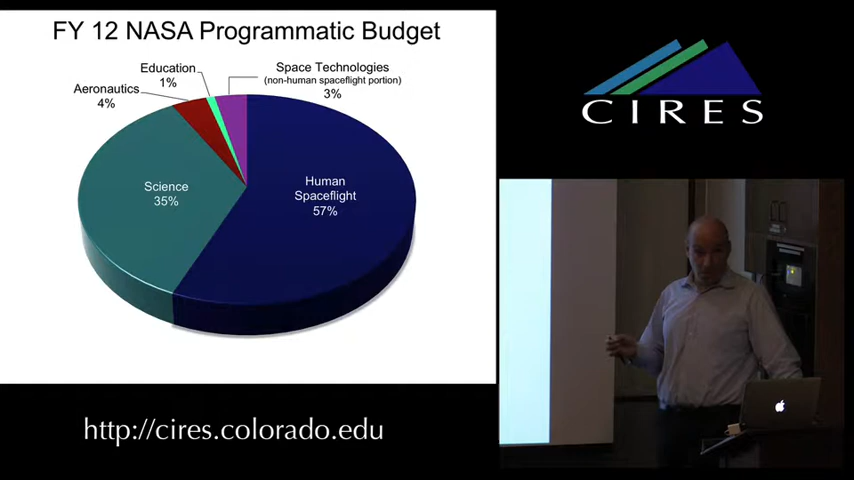 FY 12 NASA Programmatic Budget
Education
1%
Space Technologies
(non-human spaceflight portion)
3%
Aeronautics
4%
Science
35%
Human
Spaceflight
57%
CIRES
http://cires.colorado.edu